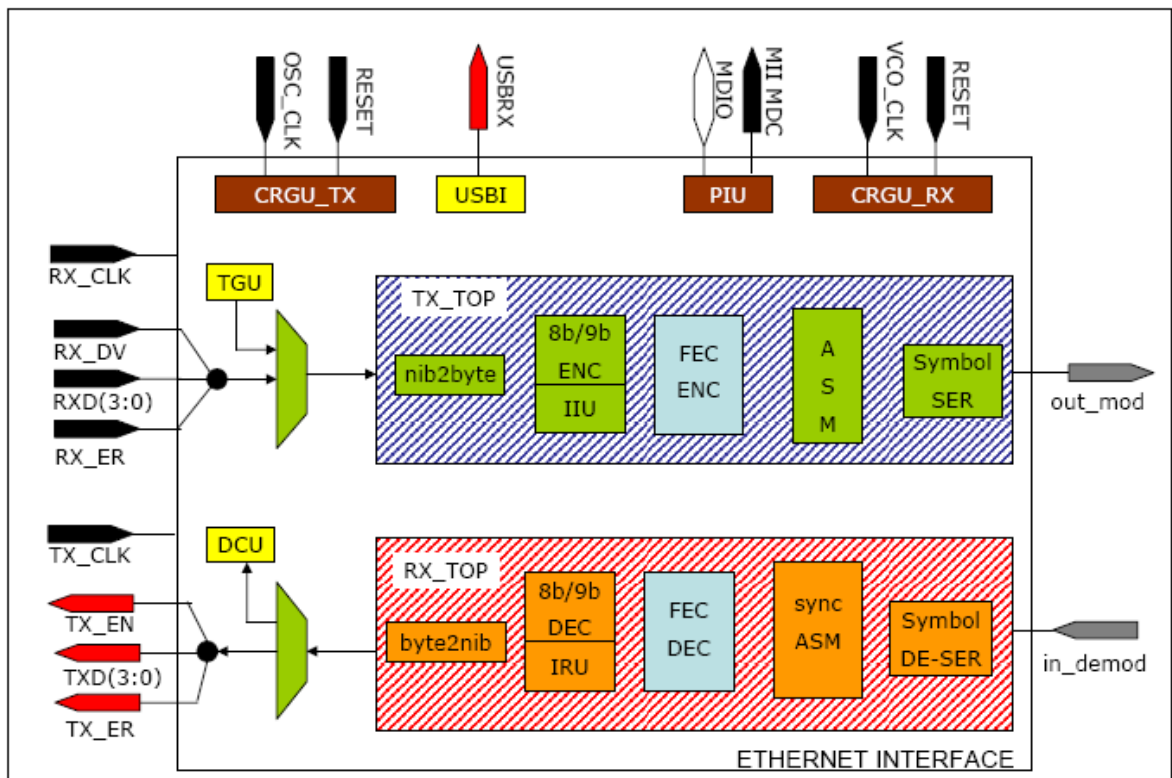 OSC_CLK
RESET
USBRX
MDIO
MII MDC
VCO_CLK
RESET
CRGU_TX
USBI
PIU
CRGU_RX
RX_CLK
TGU
TX_TOP
RX_DV
RXD(3:0)
RX_ER
nib2byte
8b/9b
ENC
IIU
FEC
ENC
A
S
M
Symbol
SER
out_mod
TX_CLK
DCU
RX_TOP
TX_EN
TXD(3:0)
TX_ER
byte2nib
8b/9b
DEC
IRU
FEC
DEC
sync
ASM
Symbol
DE-SER
in_demod
ETHERNET INTERFACE